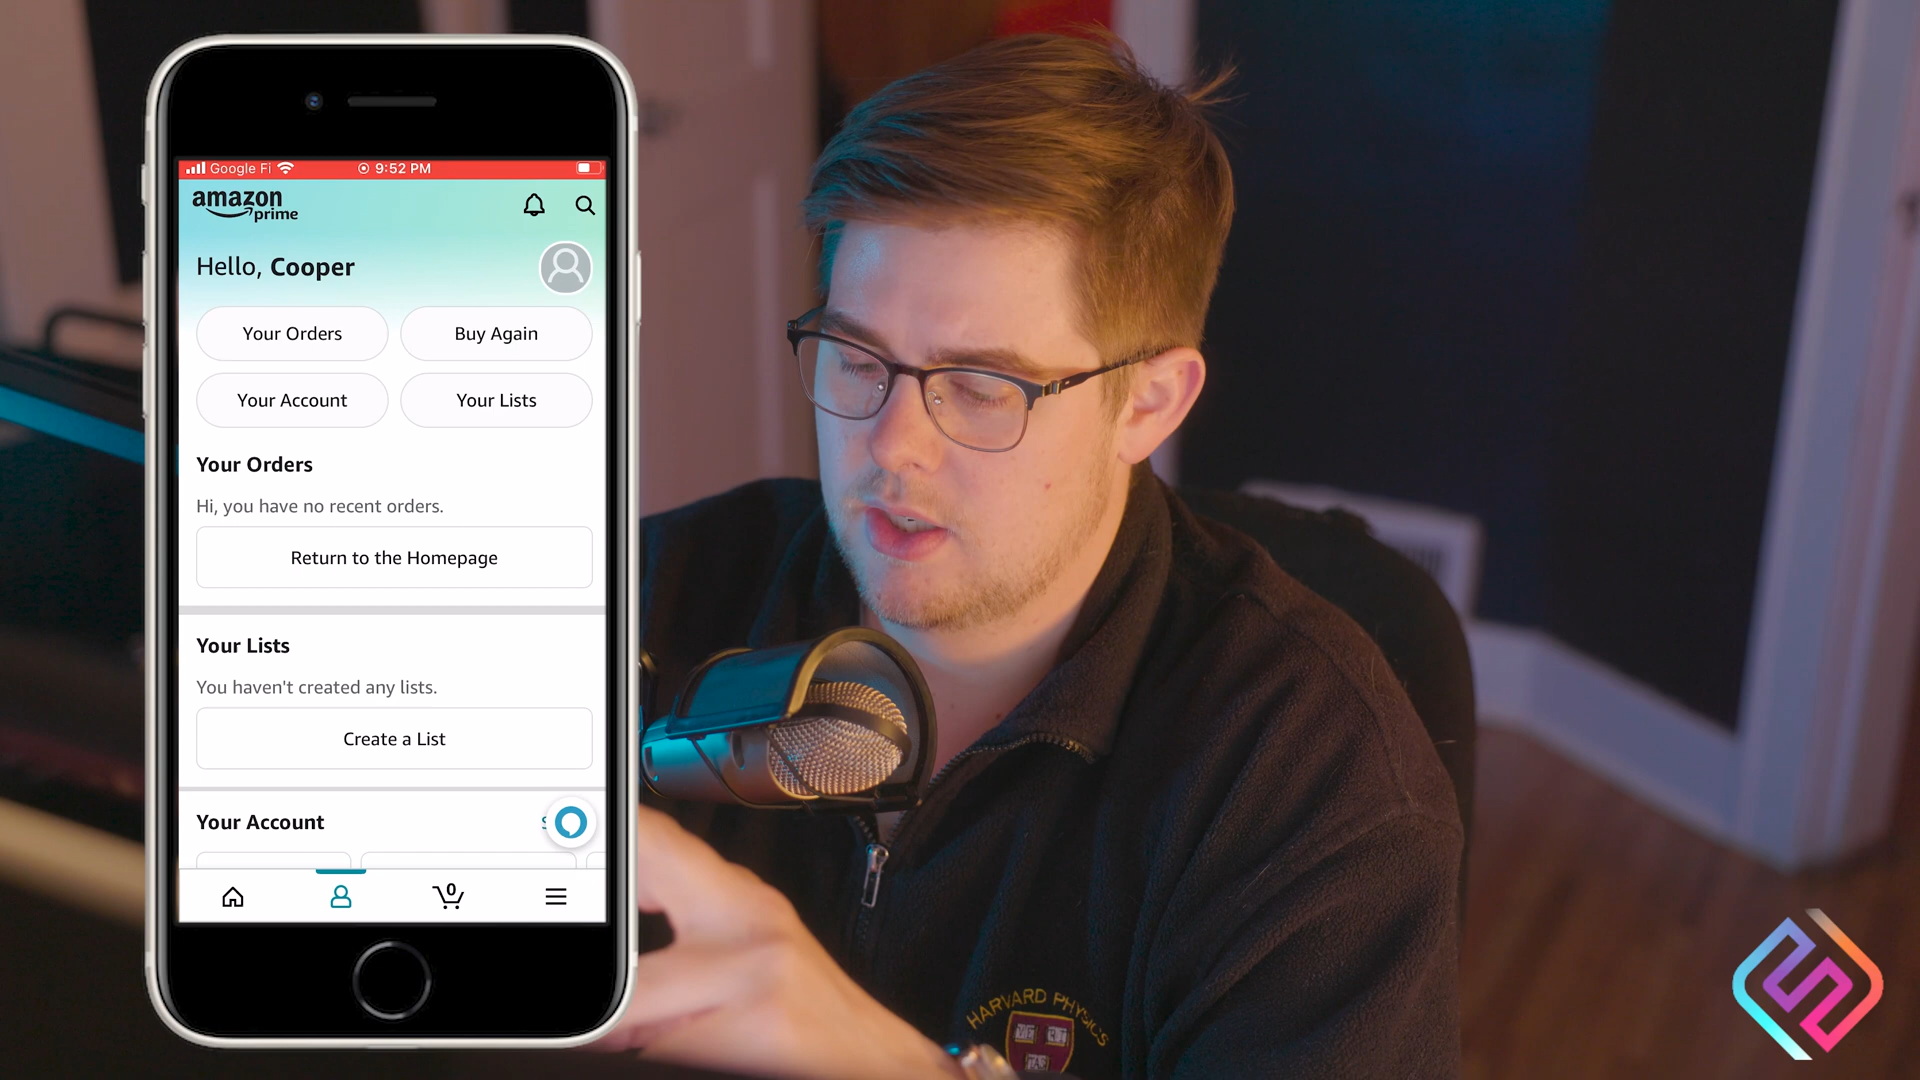 Google Fi
9:52 PM
amazon
prime
Hello, Cooper
Your Orders
Buy Again
Your Account
Your Lists
Your Orders
Hi, you have no recent orders.
Return to the Homepage
Your Lists
You haven't created any lists.
Create a List
Your Account
0
HARVARD PHYSICS